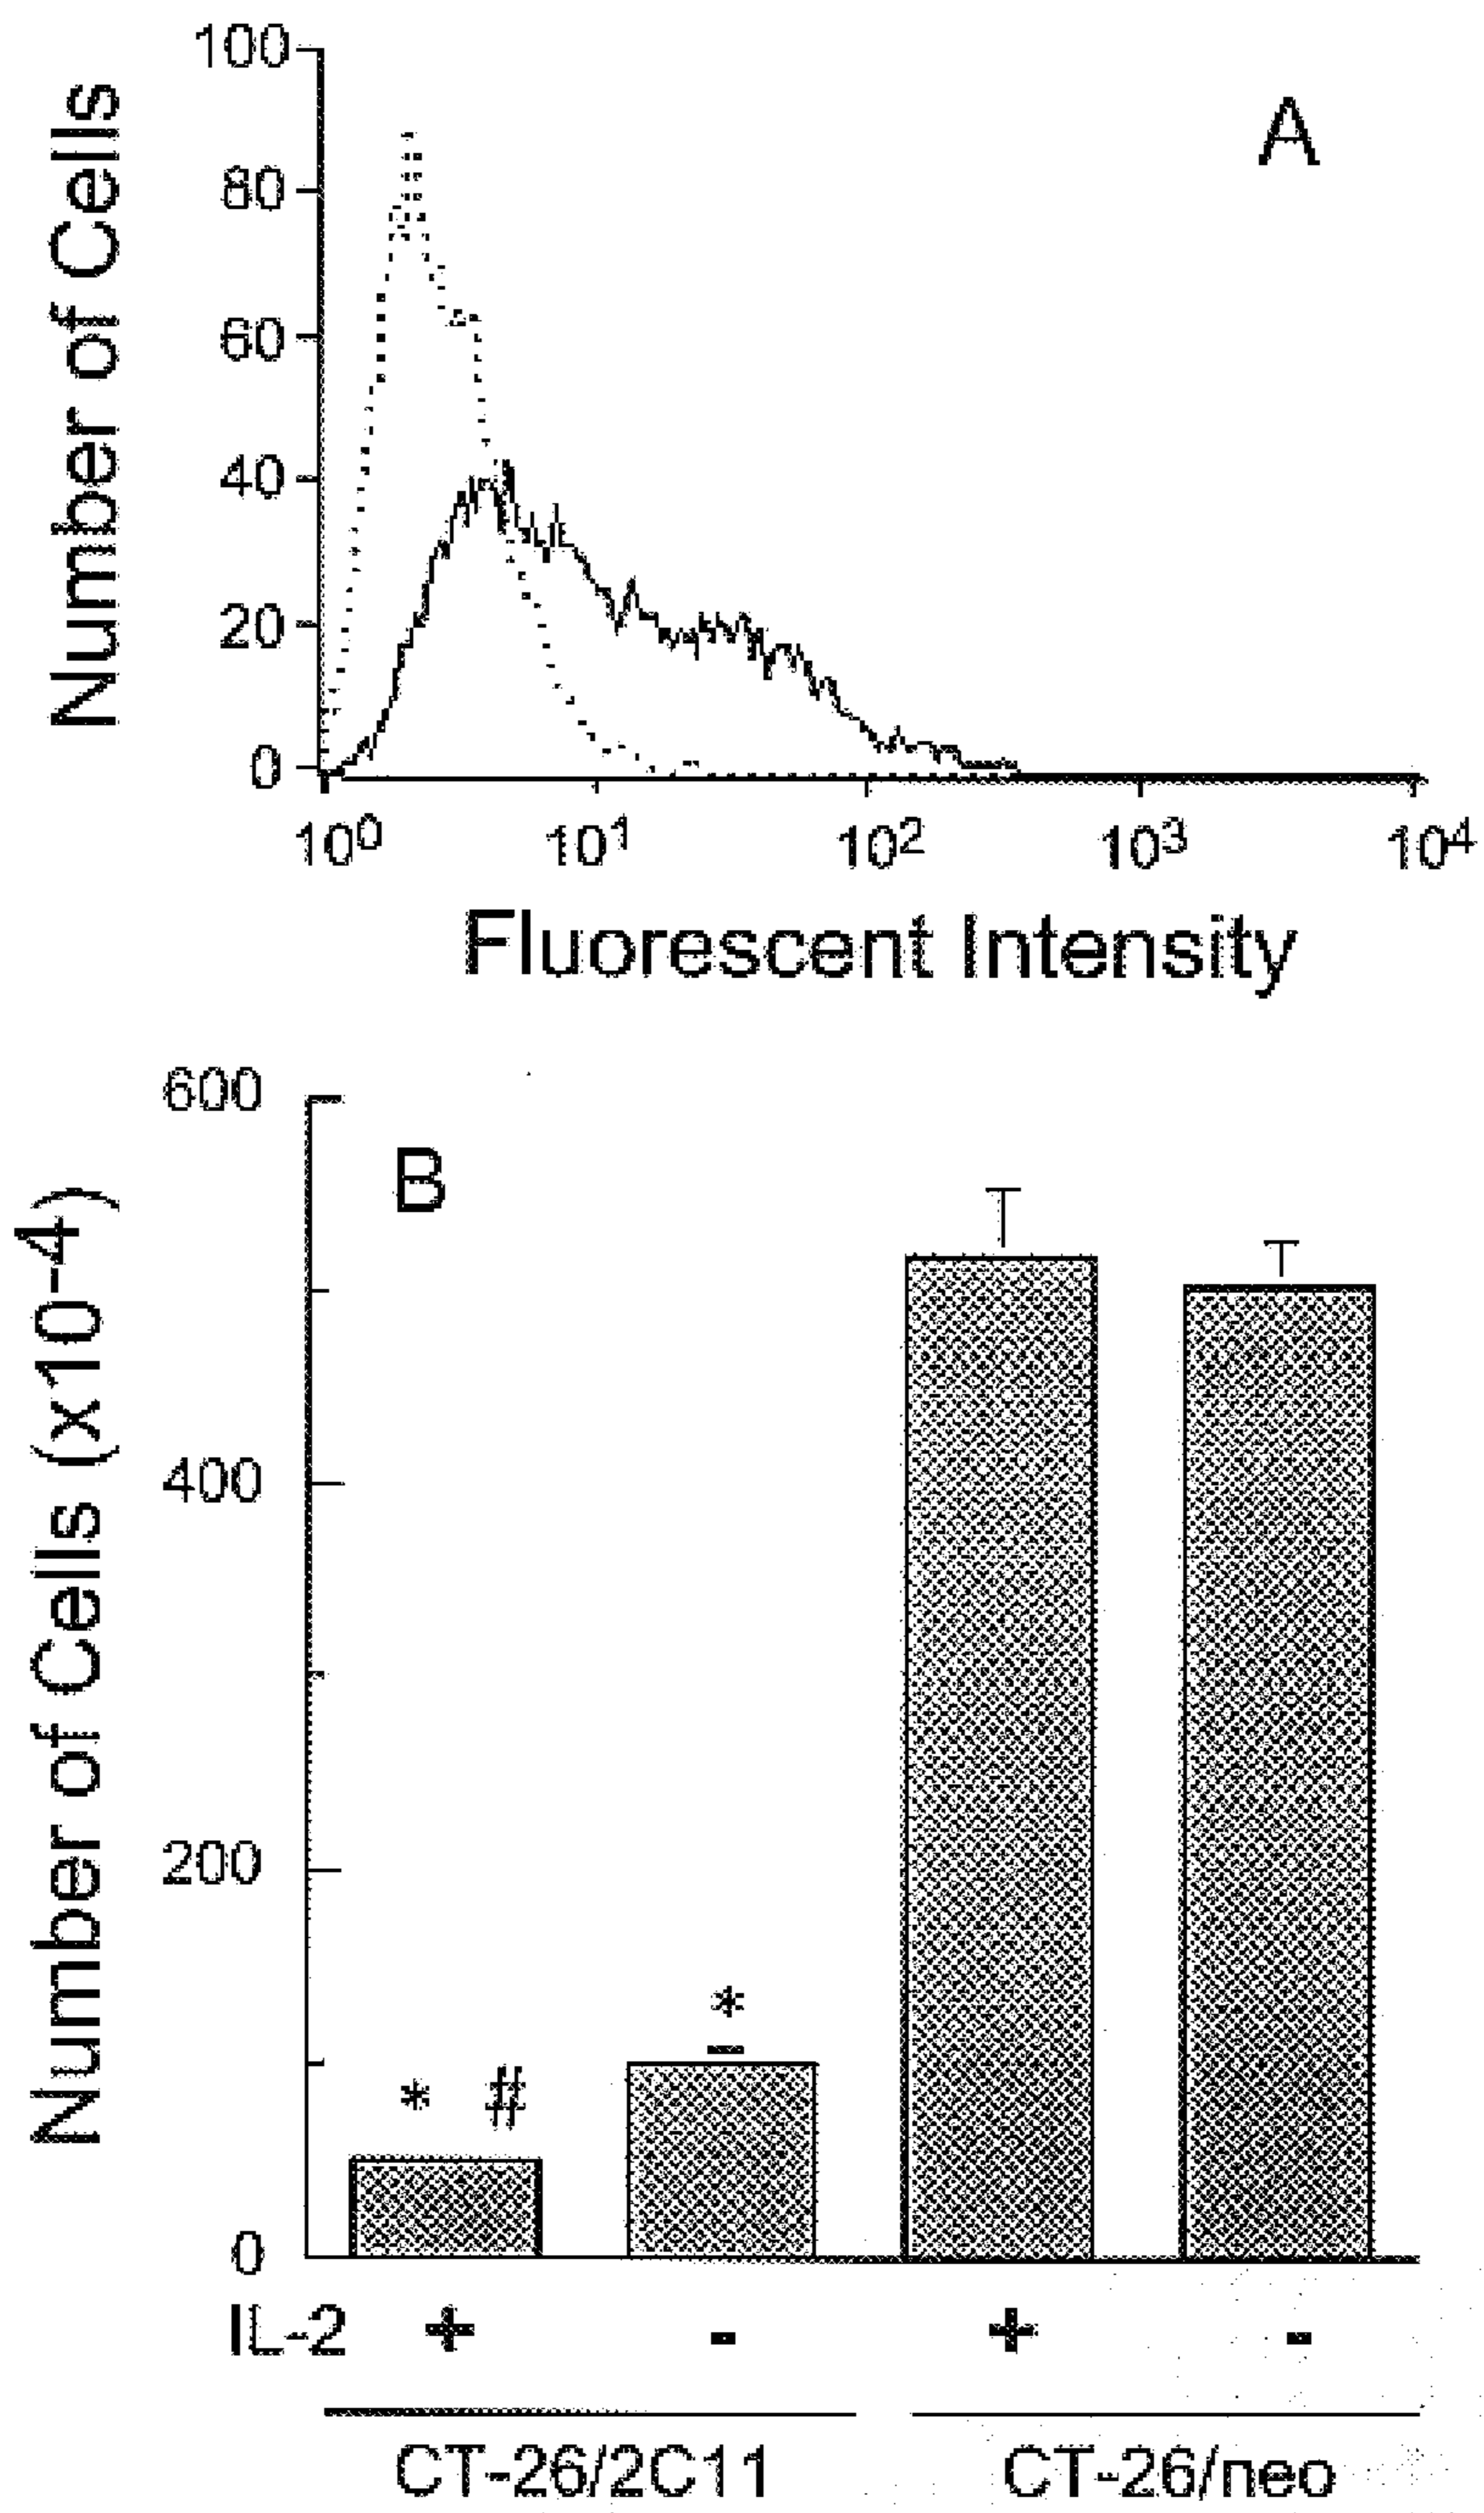 100
A
80
60
40
20
0
Number of Cells
10⁰ 10¹ 10² 10³ 10⁴
Fluorescent Intensity
600
B
400
200
0
Number of Cells (x10⁻⁴)
* # *
IL-2 + - + -
CT-26/2C11 CT-26/neo